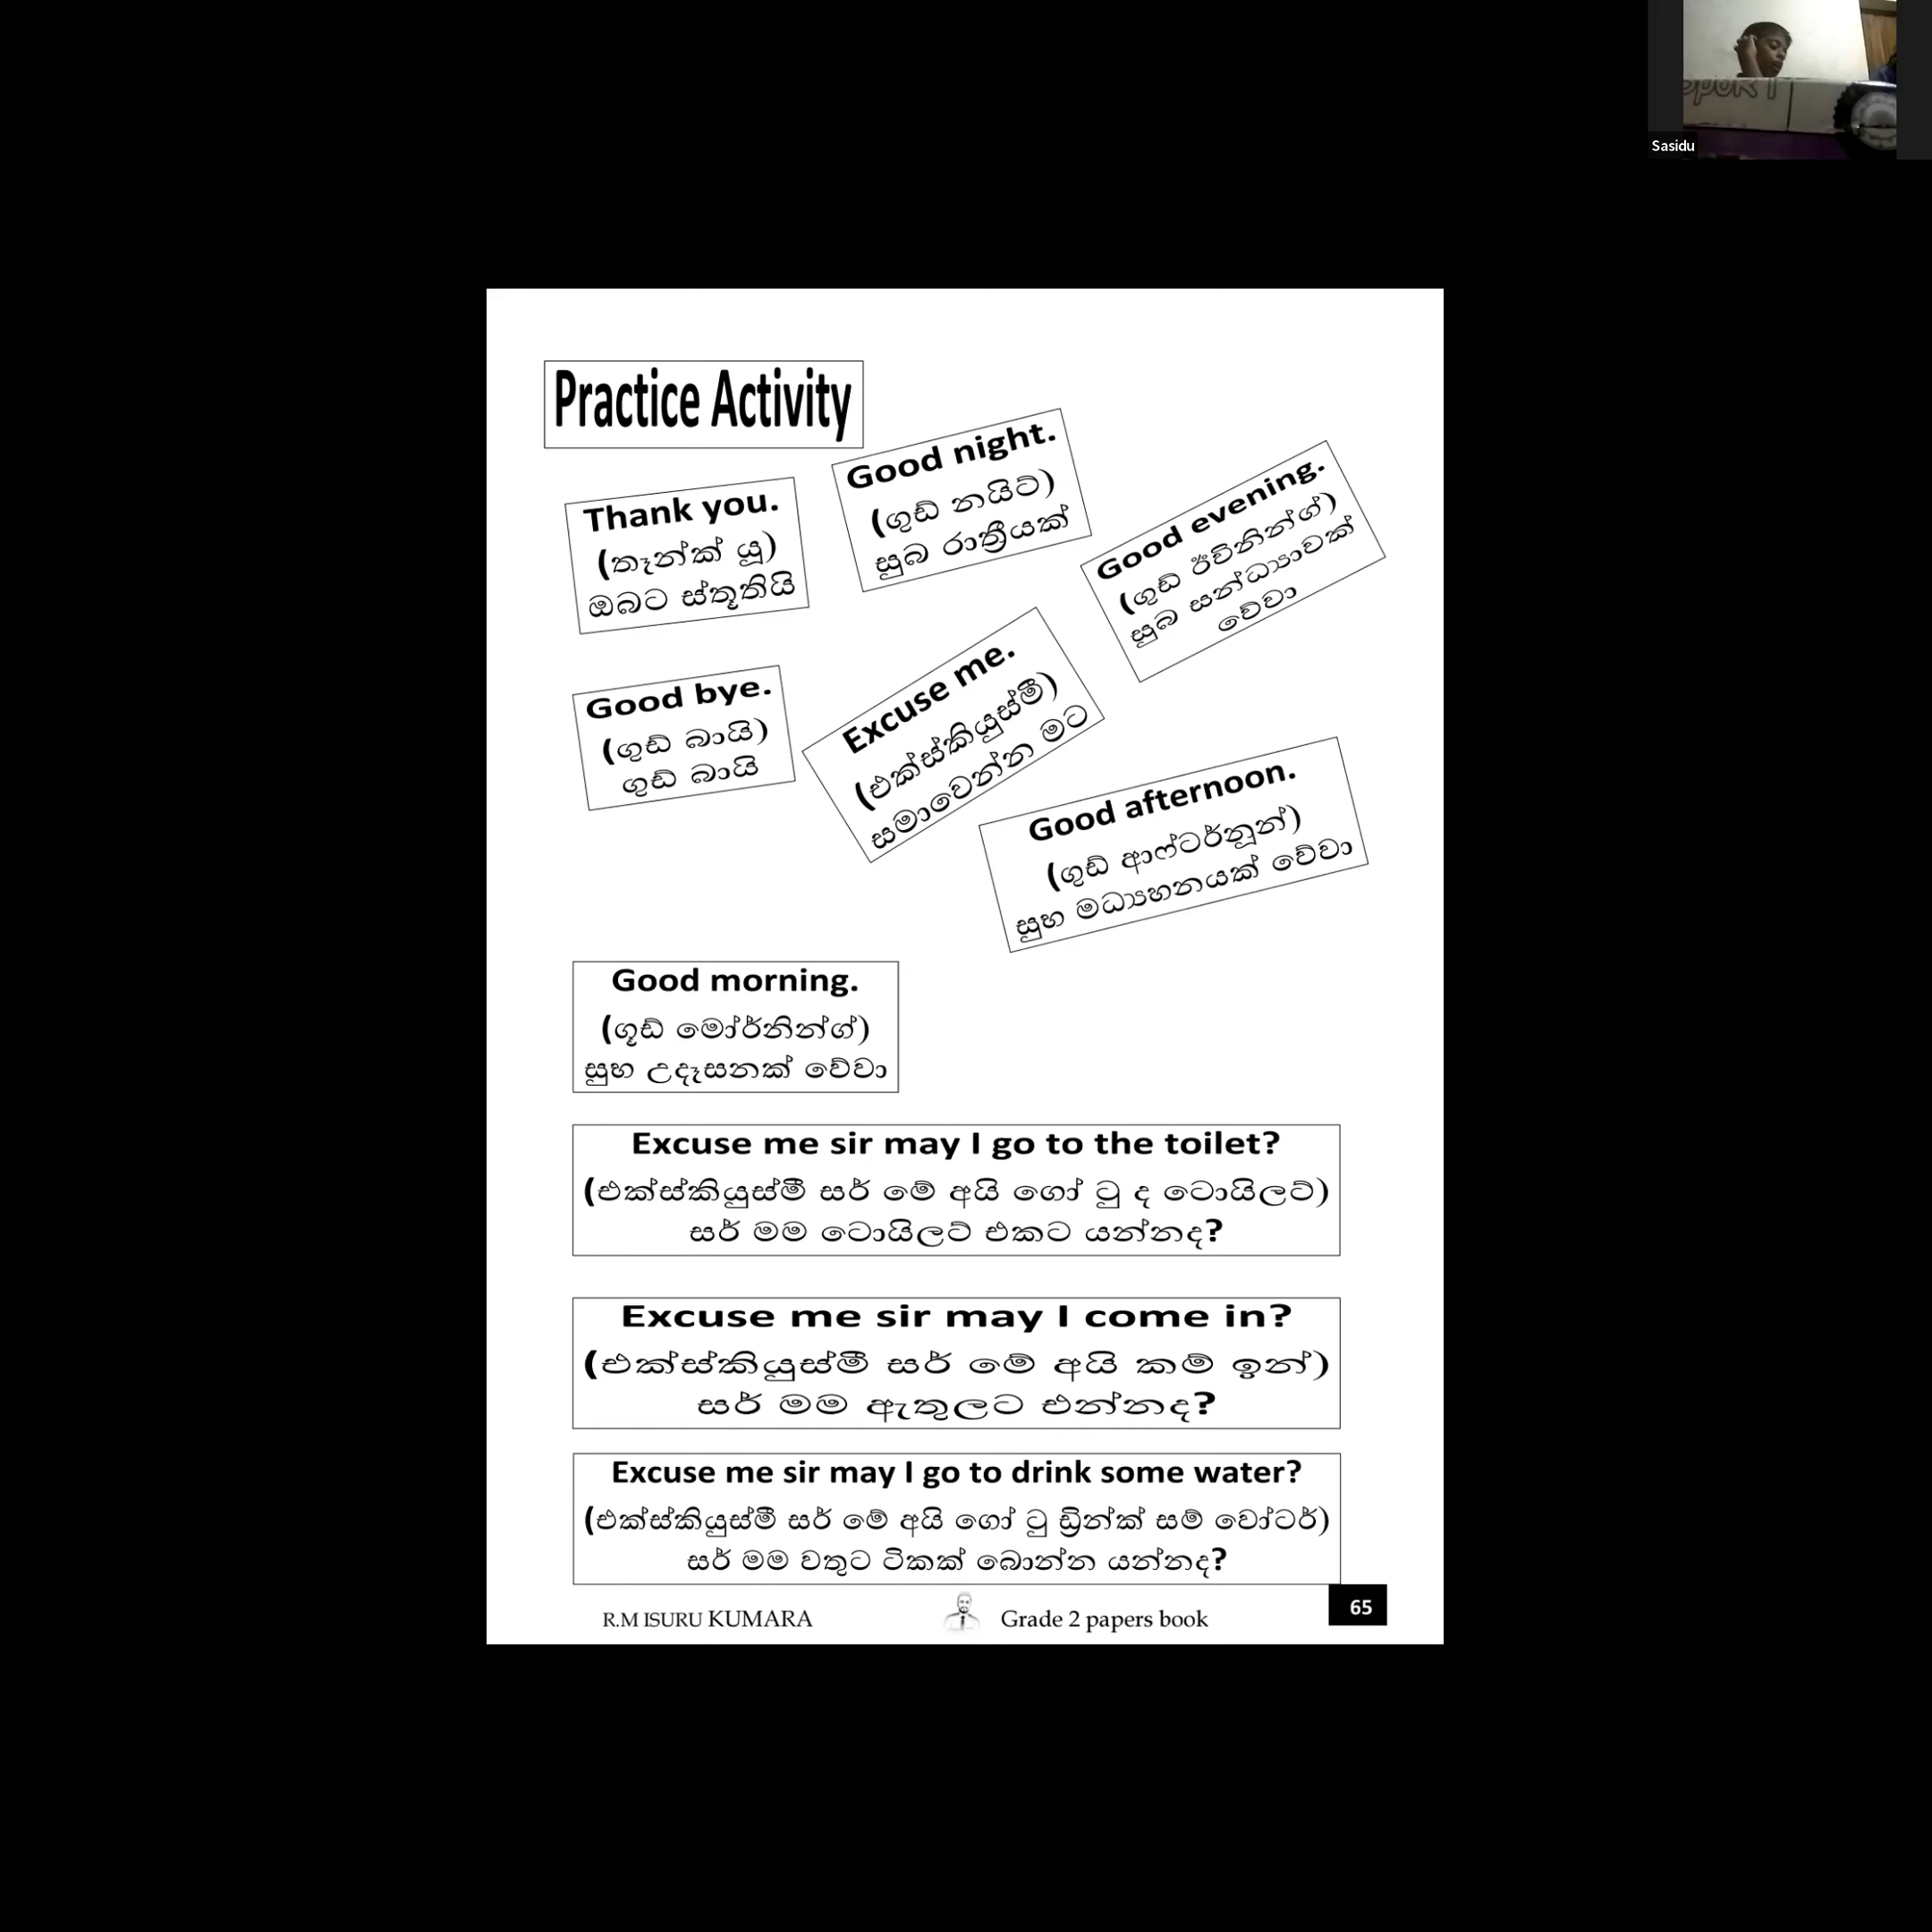 Sasidu
SpoRT
Practice Activity
Good night.
(ගුඩ් නයිට්)
සුබ රාත්‍රීයක්
Good evening.
(ගුඩ් ඊව්නින්ග්)
සුබ සන්ධ්‍යාවක්
වේවා
Thank you.
(තෑන්ක් යූ)
ඔබට ස්තූතියි
Excuse me.
(එක්ස්කියුස්මී)
සමාවෙන්න මට
Good bye.
(ගුඩ් බායි)
ගුඩ් බායි
Good afternoon.
(ගුඩ් ආෆ්ටර්නූන්)
සුභ මධ්‍යහනයක් වේවා
Good morning.
(ගූඩ් මෝර්නින්ග්)
සුභ උදෑසනක් වේවා
Excuse me sir may I go to the toilet?
(එක්ස්කියුස්මී සර් මේ අයි ගෝ ටු ද ටොයිලට්)
සර් මම ටොයිලට් එකට යන්නද?
Excuse me sir may I come in?
(එක්ස්කියුස්මී සර් මේ අයි කම් ඉන්)
සර් මම ඇතුලට එන්නද?
Excuse me sir may I go to drink some water?
(එක්ස්කියුස්මී සර් මේ අයි ගෝ ටු ඩ්‍රින්ක් සම් වෝටර්)
සර් මම වතුට ටිකක් බොන්න යන්නද?
R.M ISURU KUMARA
Grade 2 papers book
65